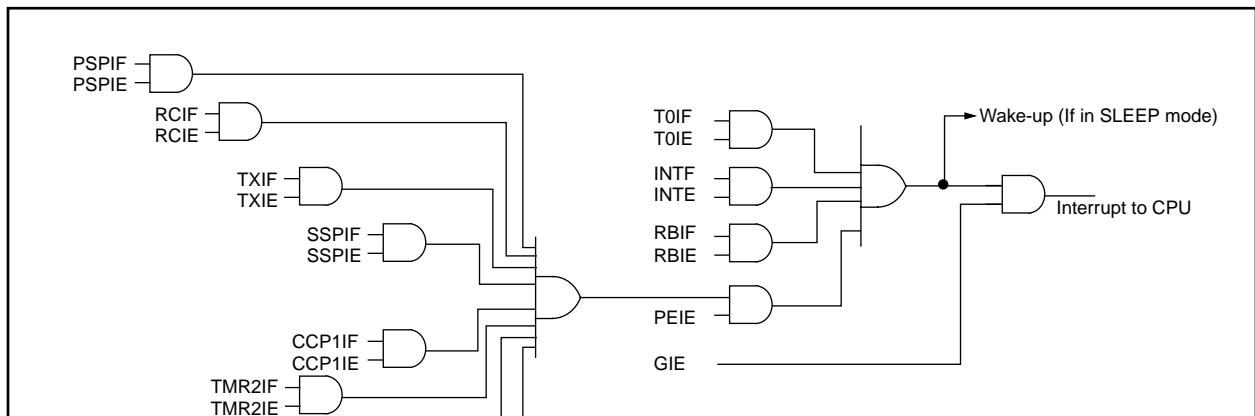 PSPIF
PSPIE
RCIF
RCIE
TXIF
TXIE
SSPIF
SSPIE
CCP1IF
CCP1IE
TMR2IF
TMR2IE
T0IF
T0IE
INTF
INTE
RBIF
RBIE
PEIE
GIE
Wake-up (If in SLEEP mode)
Interrupt to CPU